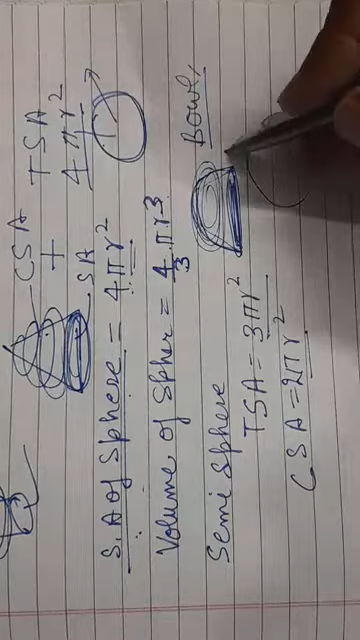 CSA
+
SA
TSA
4πr²
S.A of Sphere = 4πr²
Volume of Spher = 4/3 πr³
Semi Sphere
Bowl
TSA = 3πr²
CSA = 2πr²